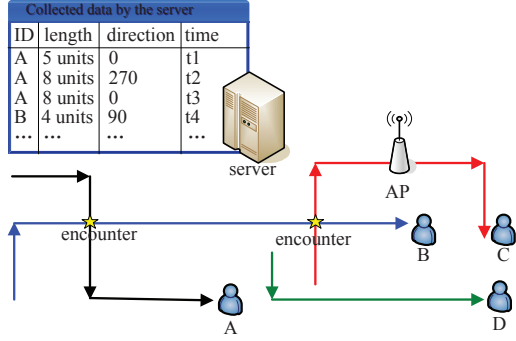 Collected data by the server
ID length direction time
A 5 units 0 t1
A 8 units 270 t2
A 8 units 0 t3
B 4 units 90 t4
... ... ... ...
server
AP
encounter
encounter
B
C
A
D